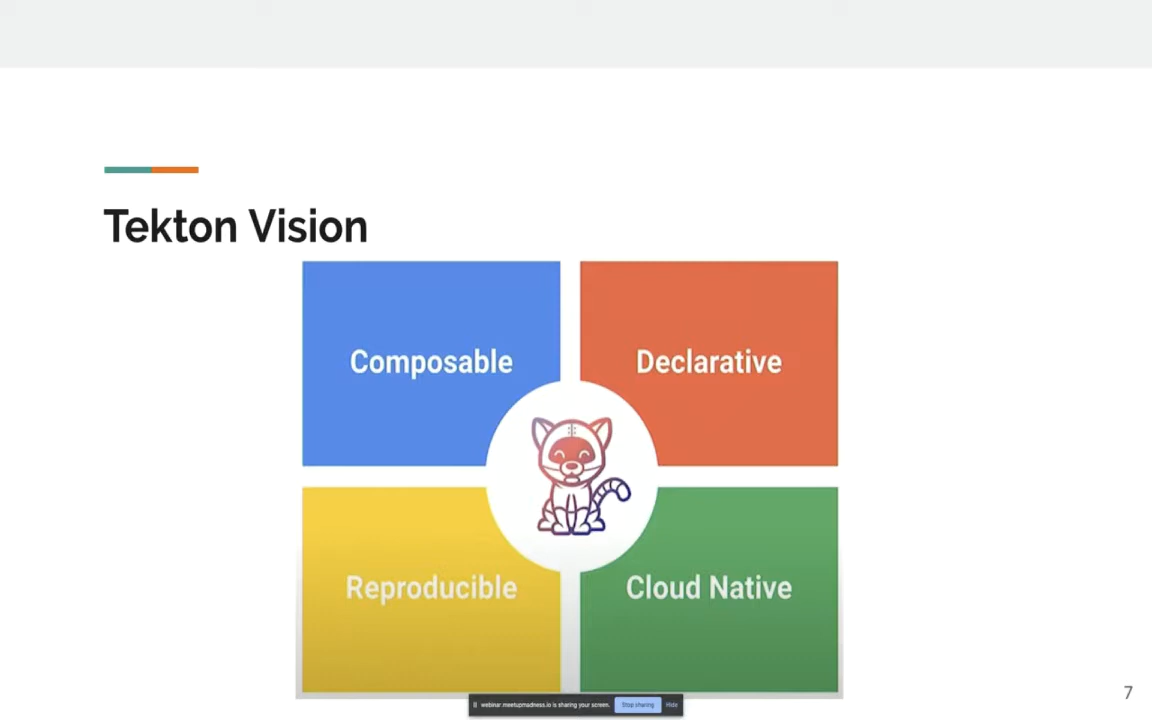 Tekton Vision
Composable
Declarative
Reproducible
Cloud Native
webinar.meetupmadness.io is sharing your screen. Stop sharing Hide
7